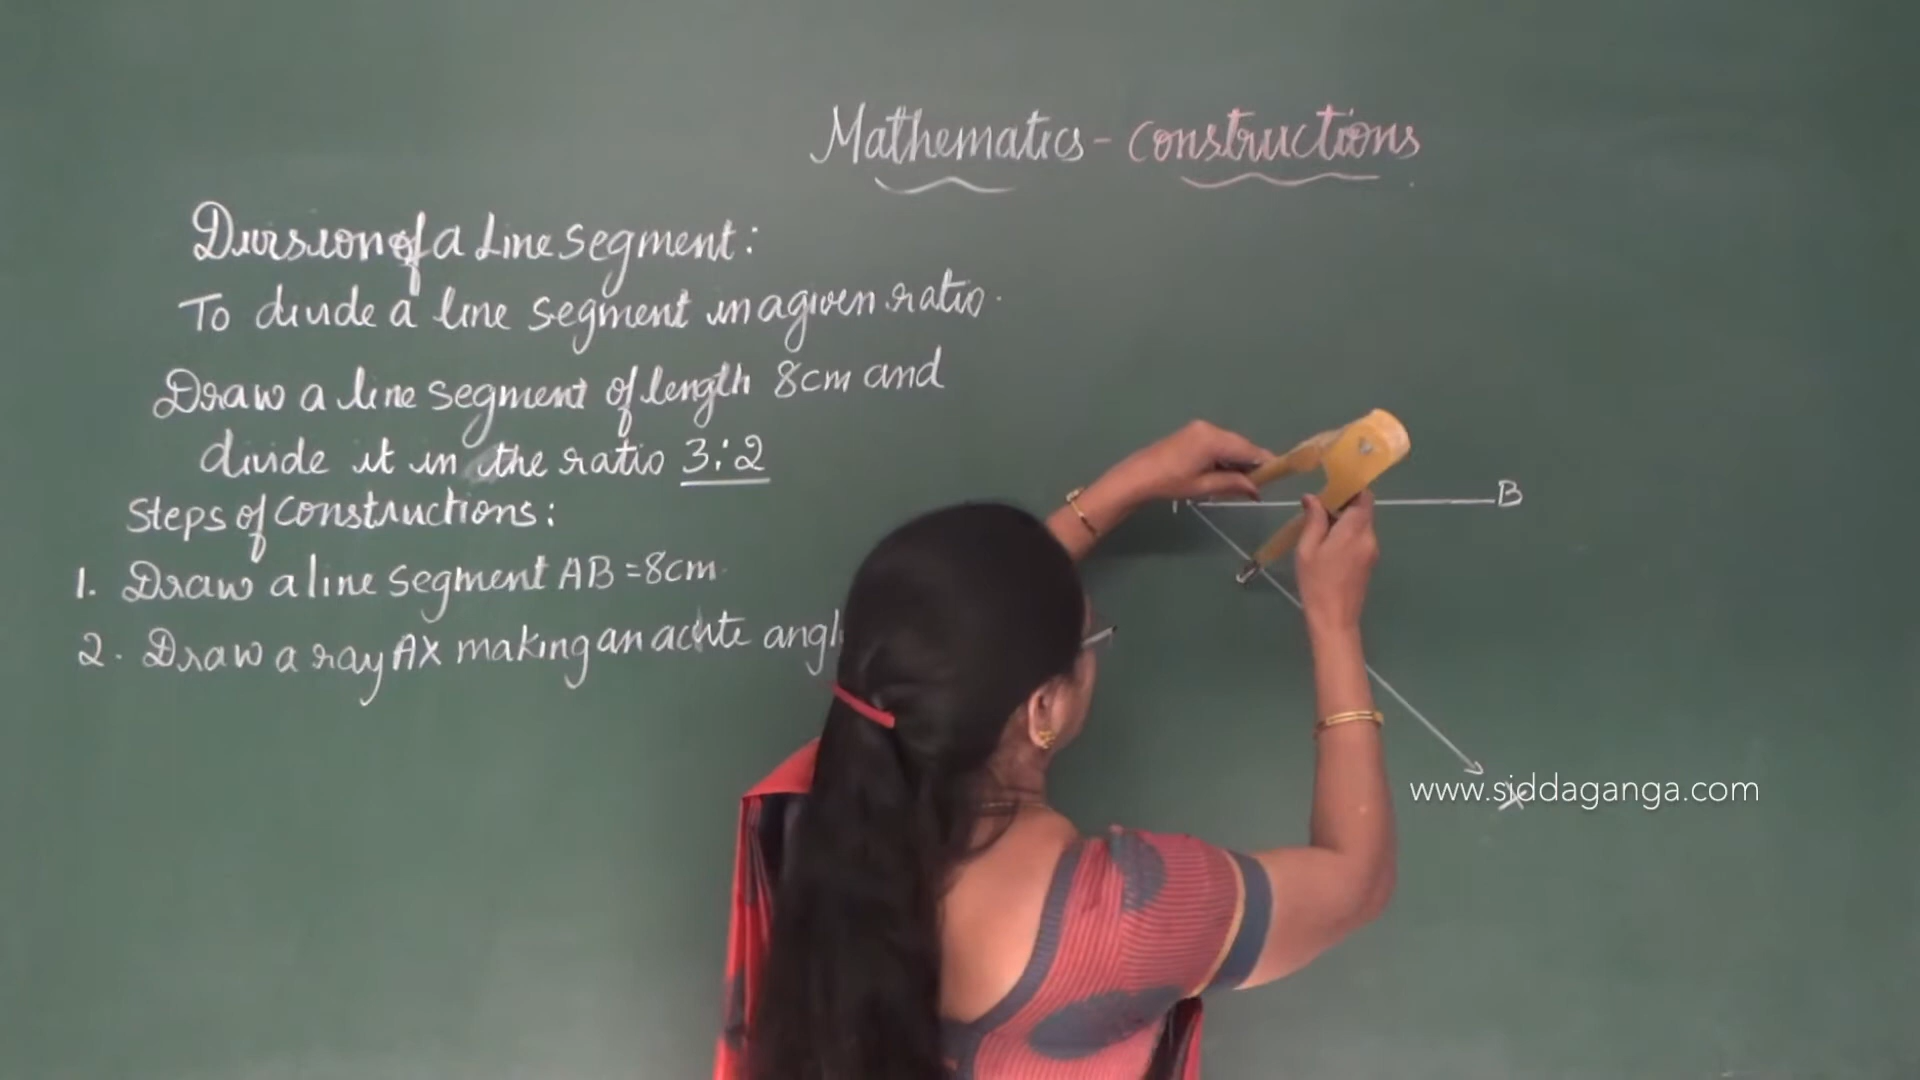 Mathematics - Constructions
Division of a Line Segment:
To divide a line segment in a given ratio.
Draw a line segment of length 8cm and
divide it in the ratio 3:2
Steps of Constructions:
1. Draw a line segment AB = 8cm.
2. Draw a ray AX making an acute
B
X
www.siddaganga.com